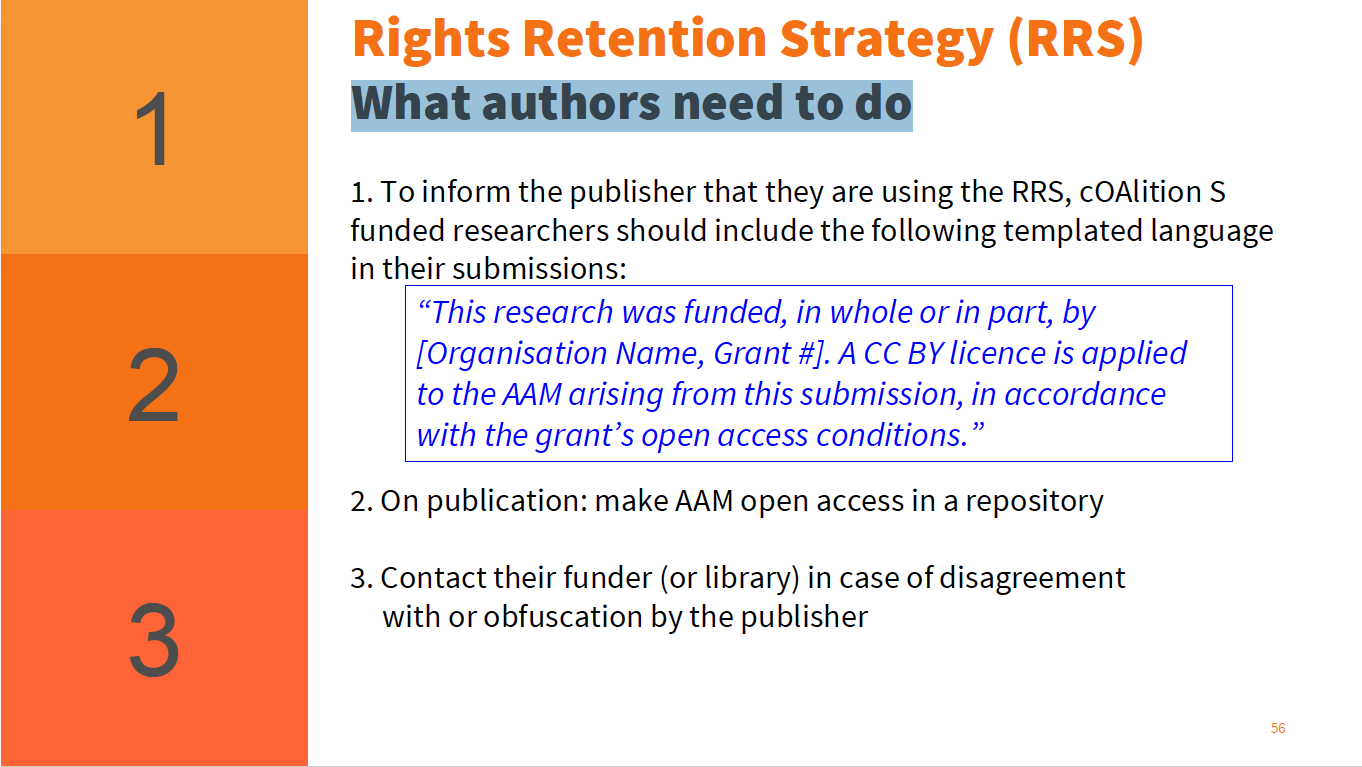 Rights Retention Strategy (RRS)
What authors need to do
1
1. To inform the publisher that they are using the RRS, cOAlition S
funded researchers should include the following templated language
in their submissions:
“This research was funded, in whole or in part, by
[Organisation Name, Grant #]. A CC BY licence is applied
to the AAM arising from this submission, in accordance
with the grant’s open access conditions.”
2
2. On publication: make AAM open access in a repository
3. Contact their funder (or library) in case of disagreement
with or obfuscation by the publisher
3
56